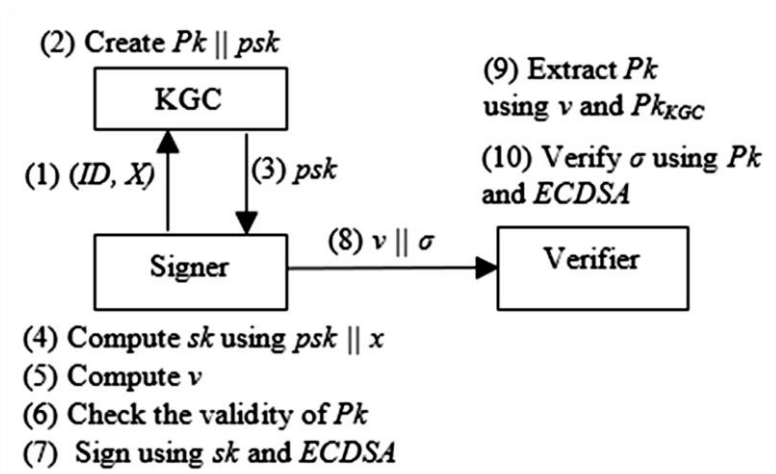 (2) Create Pk || psk
KGC
(1) (ID, X)
(3) psk
Signer
(8) v || σ
(9) Extract Pk
using v and PkKGC
(10) Verify σ using Pk
and ECDSA
Verifier
(4) Compute sk using psk || x
(5) Compute v
(6) Check the validity of Pk
(7) Sign using sk and ECDSA